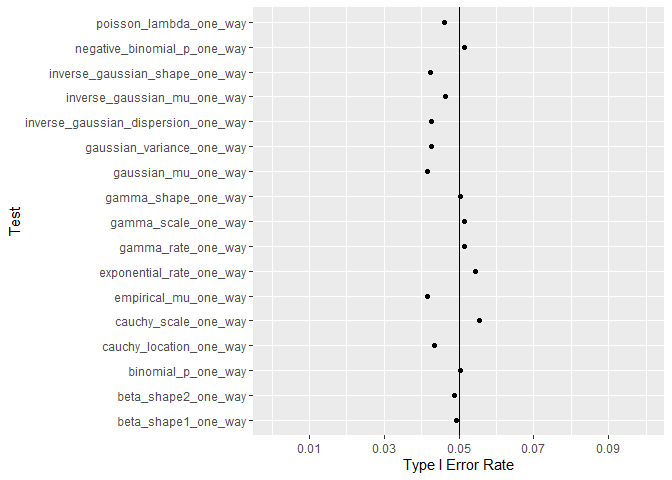 poisson_lambda_one_way
negative_binomial_p_one_way
inverse_gaussian_shape_one_way
inverse_gaussian_mu_one_way
inverse_gaussian_dispersion_one_way
gaussian_variance_one_way
gaussian_mu_one_way
gamma_shape_one_way
gamma_scale_one_way
gamma_rate_one_way
exponential_rate_one_way
empirical_mu_one_way
cauchy_scale_one_way
cauchy_location_one_way
binomial_p_one_way
beta_shape2_one_way
beta_shape1_one_way
Test
0.01 0.03 0.05 0.07 0.09
Type I Error Rate